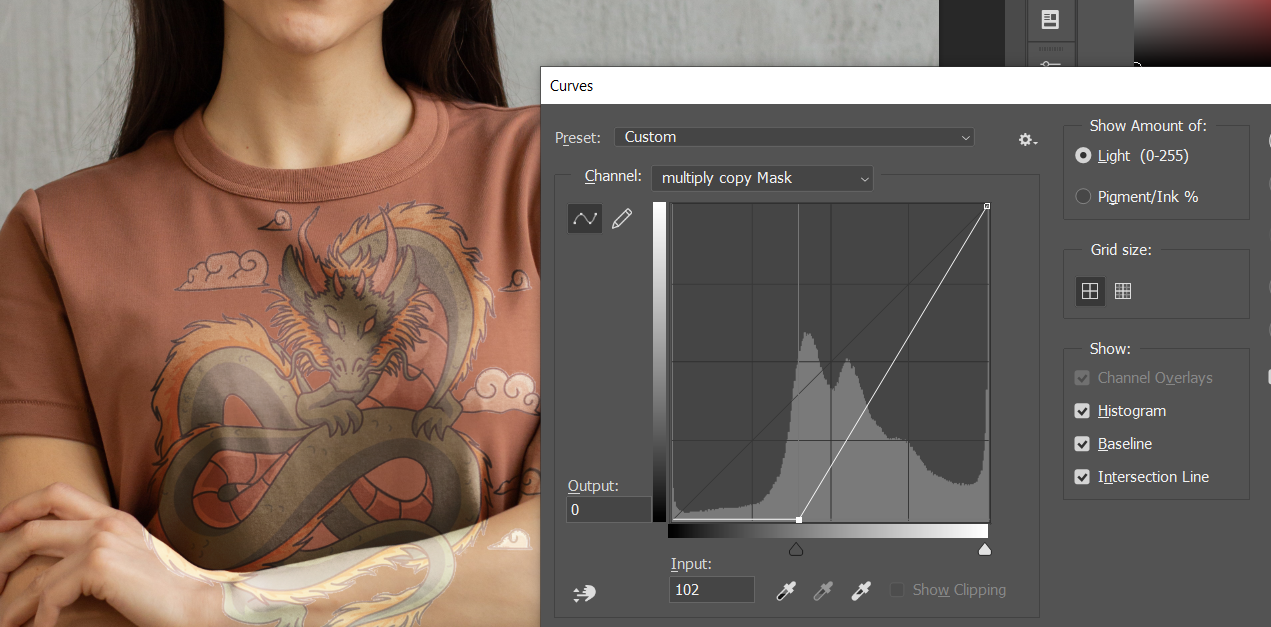 Curves
Preset:
Custom
Show Amount of:
Light (0-255)
Channel:
multiply copy Mask
Pigment/Ink %
Grid size:
Show:
Channel Overlays
Histogram
Baseline
Output:
Intersection Line
0
Input:
102
Show Clipping